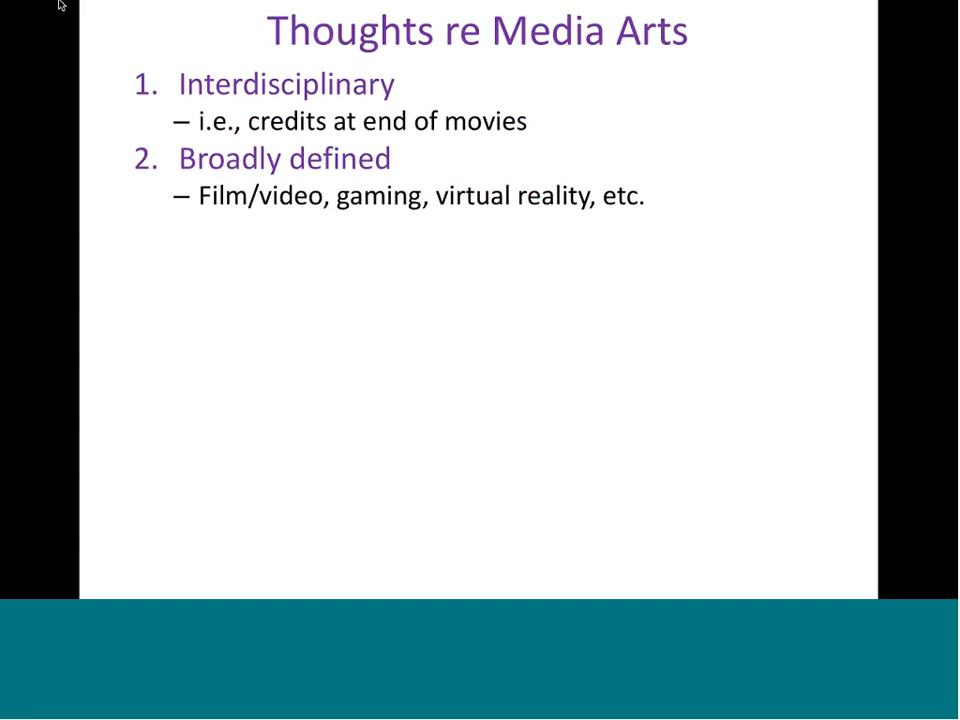 Thoughts re Media Arts
1. Interdisciplinary
– i.e., credits at end of movies
2. Broadly defined
– Film/video, gaming, virtual reality, etc.